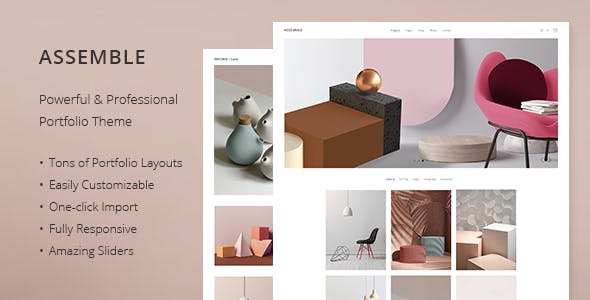 ASSEMBLE
Powerful & Professional
Portfolio Theme
• Tons of Portfolio Layouts
• Easily Customizable
• One-click Import
• Fully Responsive
• Amazing Sliders
ASSEMBLE